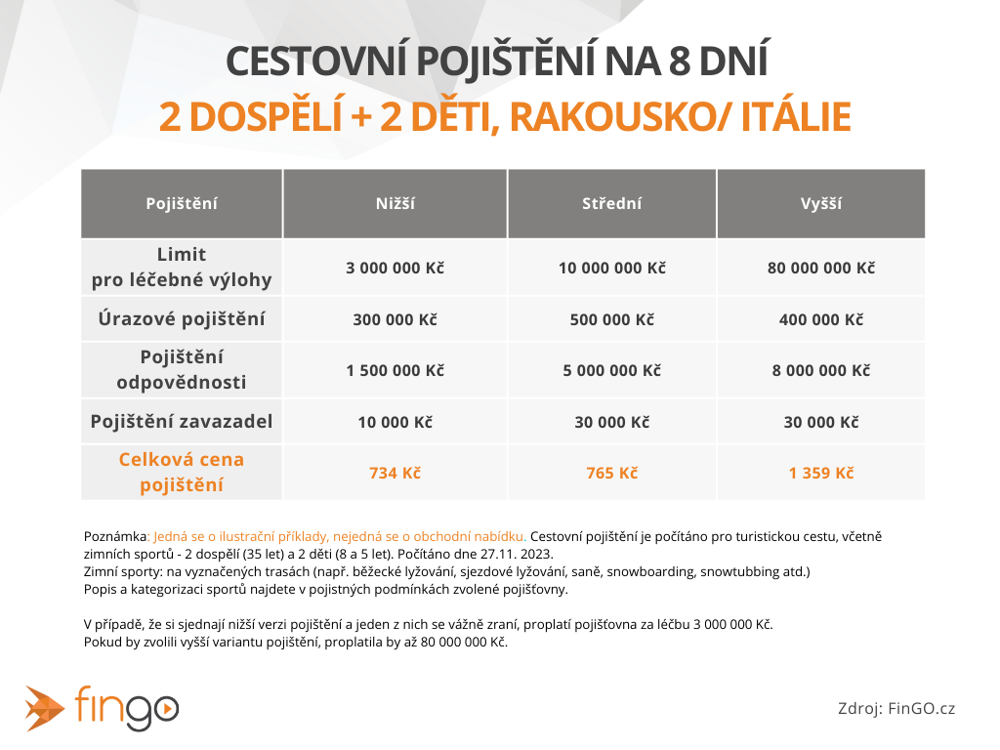 CESTOVNÍ POJIŠTĚNÍ NA 8 DNÍ
2 DOSPĚLÍ + 2 DĚTI, RAKOUSKO/ ITÁLIE
Pojištění Nižší Střední Vyšší
Limit
pro léčebné výlohy 3 000 000 Kč 10 000 000 Kč 80 000 000 Kč
Úrazové pojištění 300 000 Kč 500 000 Kč 400 000 Kč
Pojištění
odpovědnosti 1 500 000 Kč 5 000 000 Kč 8 000 000 Kč
Pojištění zavazadel 10 000 Kč 30 000 Kč 30 000 Kč
Celková cena
pojištění 734 Kč 765 Kč 1 359 Kč
Poznámka: Jedná se o ilustrační příklady, nejedná se o obchodní nabídku. Cestovní pojištění je počítáno pro turistickou cestu, včetně
zimních sportů - 2 dospělí (35 let) a 2 děti (8 a 5 let). Počítáno dne 27.11. 2023.
Zimní sporty: na vyznačených trasách (např. běžecké lyžování, sjezdové lyžování, saně, snowboarding, snowtubbing atd.)
Popis a kategorizaci sportů najdete v pojistných podmínkách zvolené pojišťovny.
V případě, že si sjednají nižší verzi pojištění a jeden z nich se vážně zraní, proplatí pojišťovna za léčbu 3 000 000 Kč.
Pokud by zvolili vyšší variantu pojištění, proplatila by až 80 000 000 Kč.
fingo
Zdroj: FinGO.cz